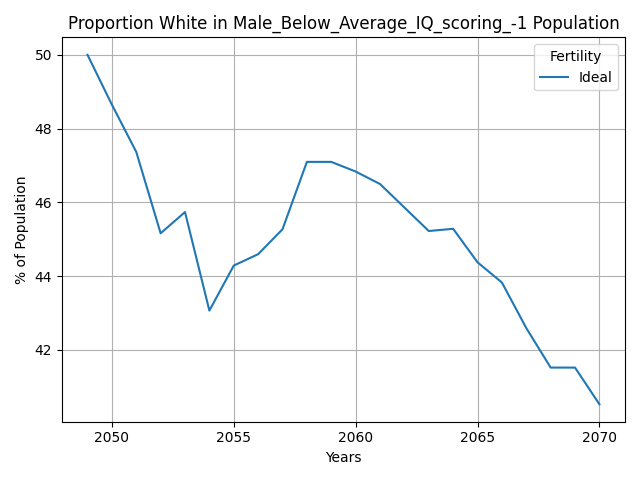 Proportion White in Male_Below_Average_IQ_scoring_-1 Population
Fertility
Ideal
% of Population
50
48
46
44
42
2050
2055
2060
2065
2070
Years